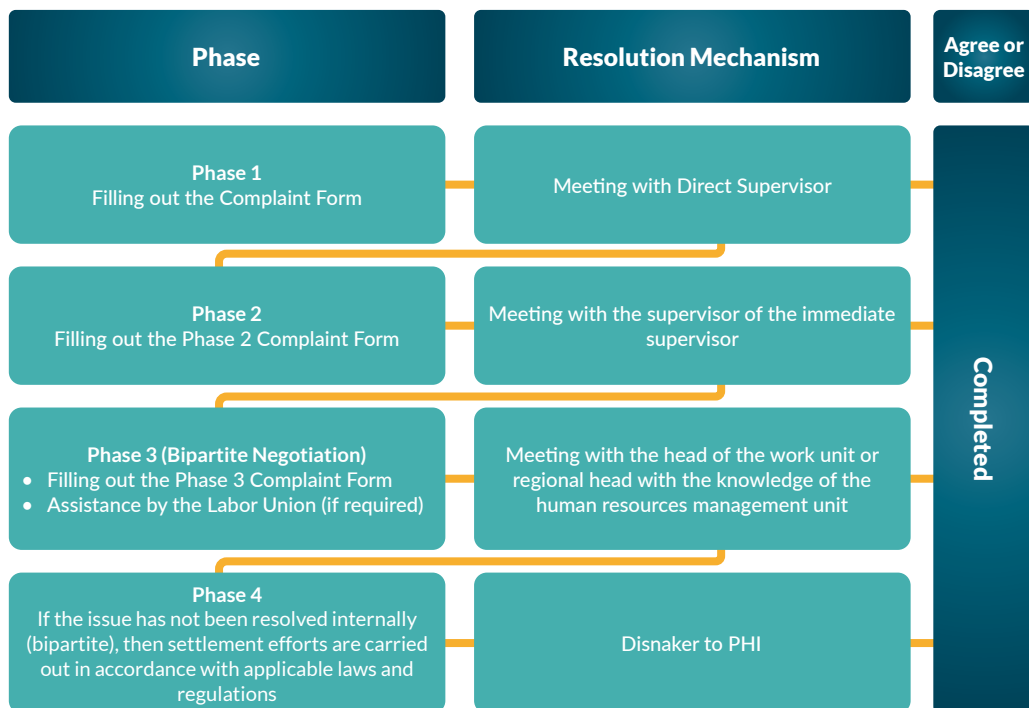 Phase
Resolution Mechanism
Agree or
Disagree
Phase 1
Filling out the Complaint Form
Meeting with Direct Supervisor
Phase 2
Filling out the Phase 2 Complaint Form
Meeting with the supervisor of the immediate
supervisor
Phase 3 (Bipartite Negotiation)
• Filling out the Phase 3 Complaint Form
• Assistance by the Labor Union (if required)
Meeting with the head of the work unit or
regional head with the knowledge of the
human resources management unit
Phase 4
If the issue has not been resolved internally
(bipartite), then settlement efforts are carried
out in accordance with applicable laws and
regulations
Disnaker to PHI
Completed